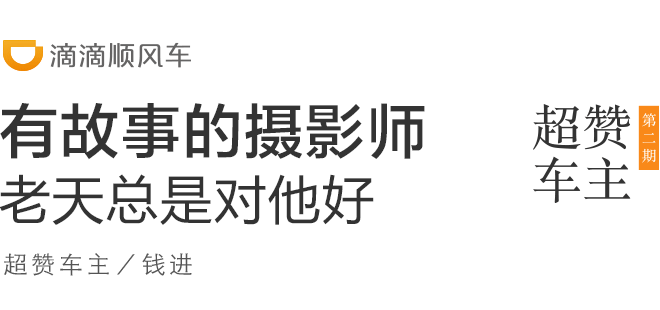 滴滴顺风车
有故事的摄影师
老天总是对他好
超赞车主／钱进
超赞
车主
第二期